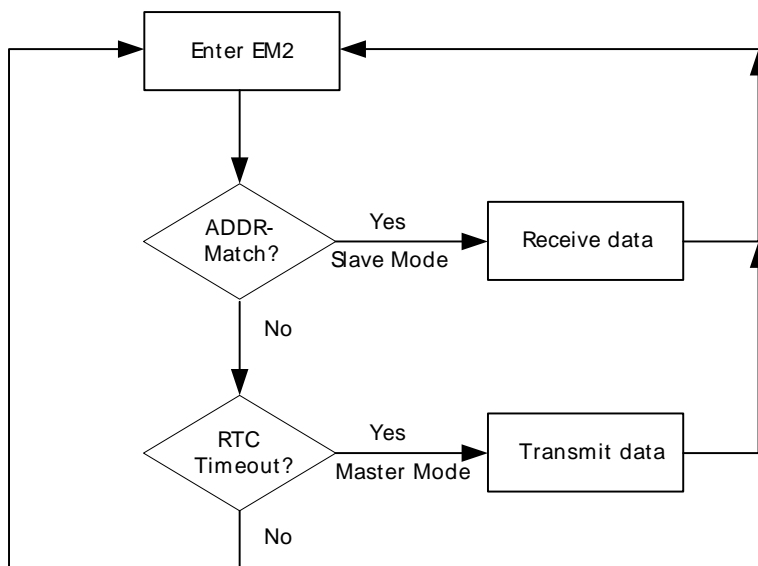 Enter EM2
ADDR-
Match?
Yes
Slave Mode
Receive data
No
RTC
Timeout?
Yes
Master Mode
Transmit data
No